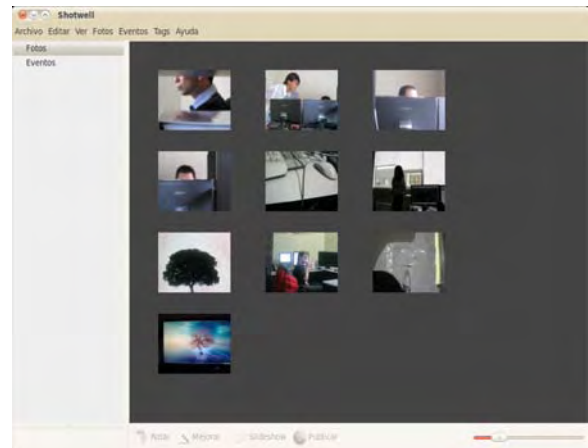 Shotwell
Archivo Editar Ver Fotos Eventos Tags Ayuda
Fotos
Eventos
Rotar Mejorar Slideshow Publicar